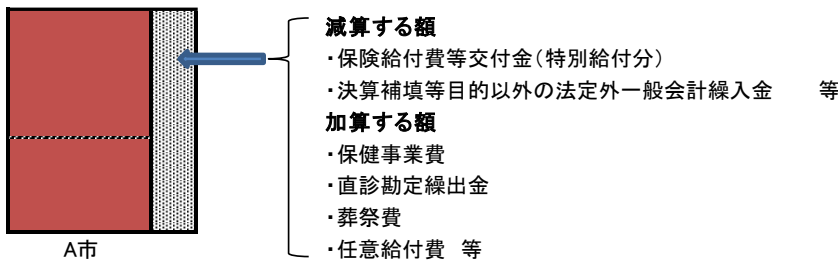 減算する額
・保険給付費等交付金（特別給付分）
・決算補填等目的以外の法定外一般会計繰入金　　等
加算する額
・保健事業費
・直診勘定繰出金
・葬祭費
・任意給付費　等
A市